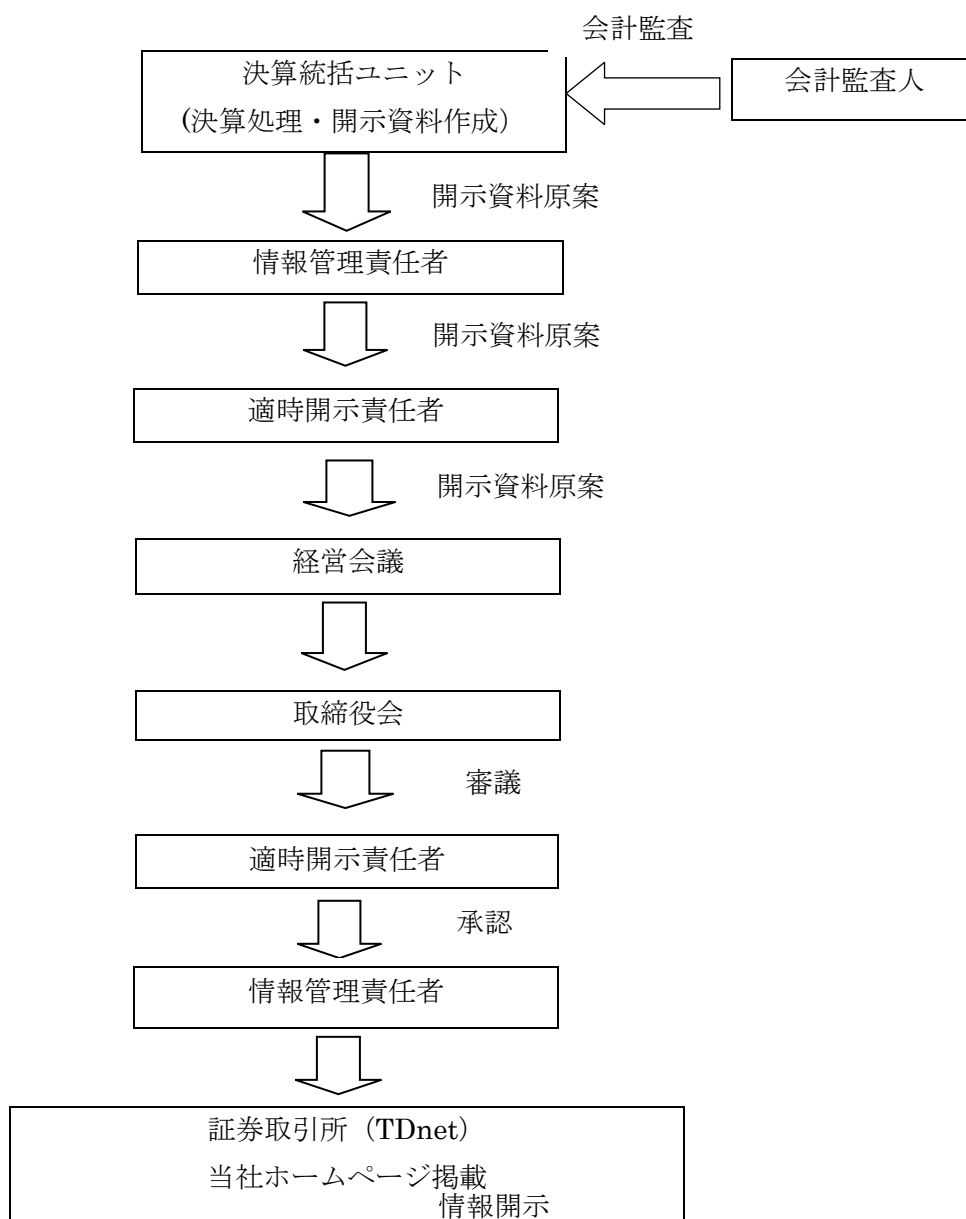 会計監査
決算統括ユニット
(決算処理・開示資料作成）
会計監査人
開示資料原案
情報管理責任者
開示資料原案
適時開示責任者
開示資料原案
経営会議
取締役会
審議
適時開示責任者
承認
情報管理責任者
証券取引所（TDnet）
当社ホームページ掲載
情報開示